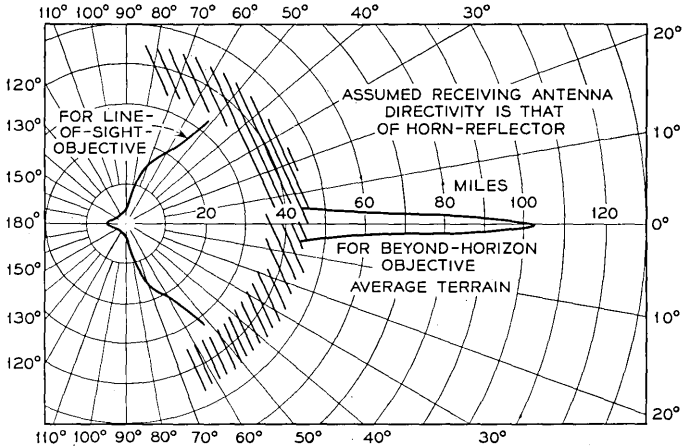 110° 100° 90° 80° 70° 60° 50° 40° 30°
20°
120°
ASSUMED RECEIVING ANTENNA
DIRECTIVITY IS THAT
OF HORN-REFLECTOR
FOR LINE-
OF-SIGHT-
OBJECTIVE
130°
10°
150°
MILES
20 40 60 80 100 120
180°
0°
FOR BEYOND-HORIZON
OBJECTIVE
AVERAGE TERRAIN
150°
130°
10°
120°
20°
110° 100° 90° 80° 70° 60° 50° 40° 30°